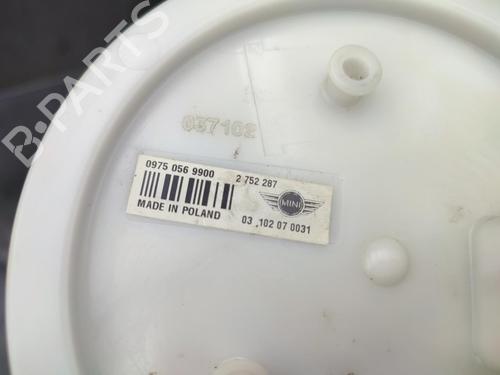 B-PARTS
037102
0975 056 9900 2 752 287
MINI
MADE IN POLAND 03 102 07 0031